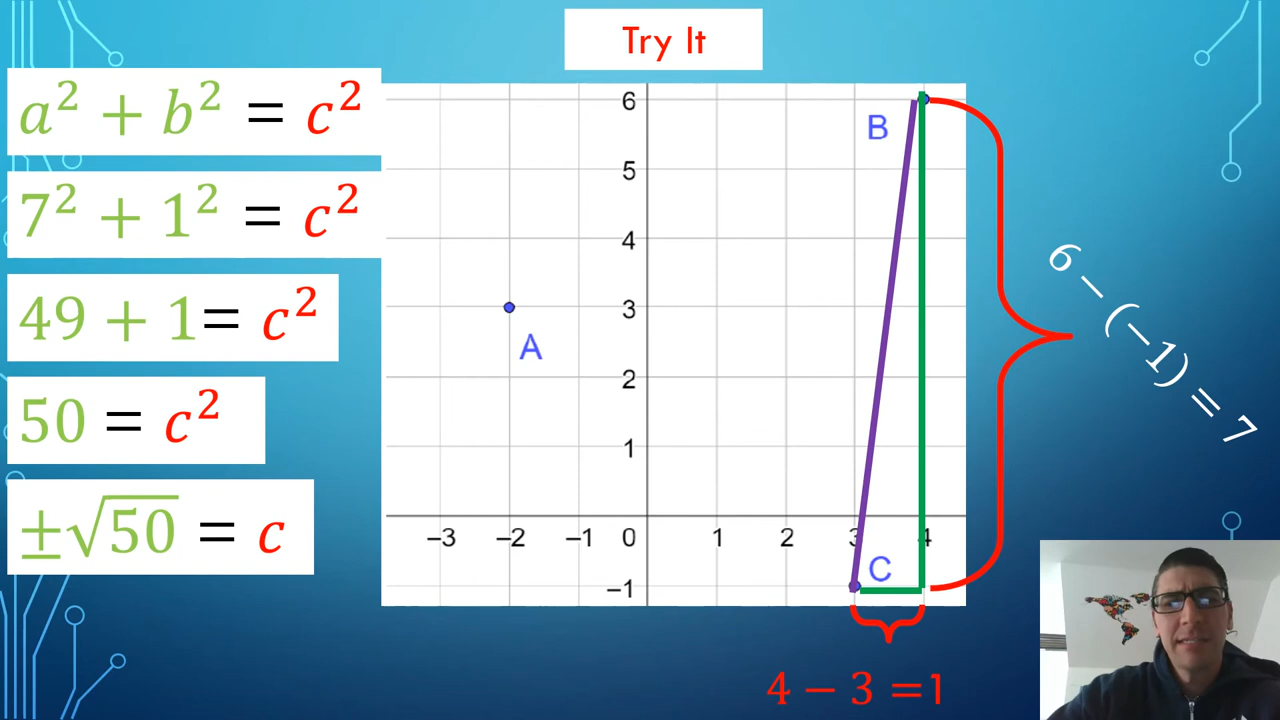 Try It
a² + b² = c²
7² + 1² = c²
49 + 1= c²
50 = c²
±√50 = c
6
5
4
3
2
1
−3 −2 −1 0 1 2 3 4
−1
A
B
C
6 − (−1) = 7
4 − 3 =1